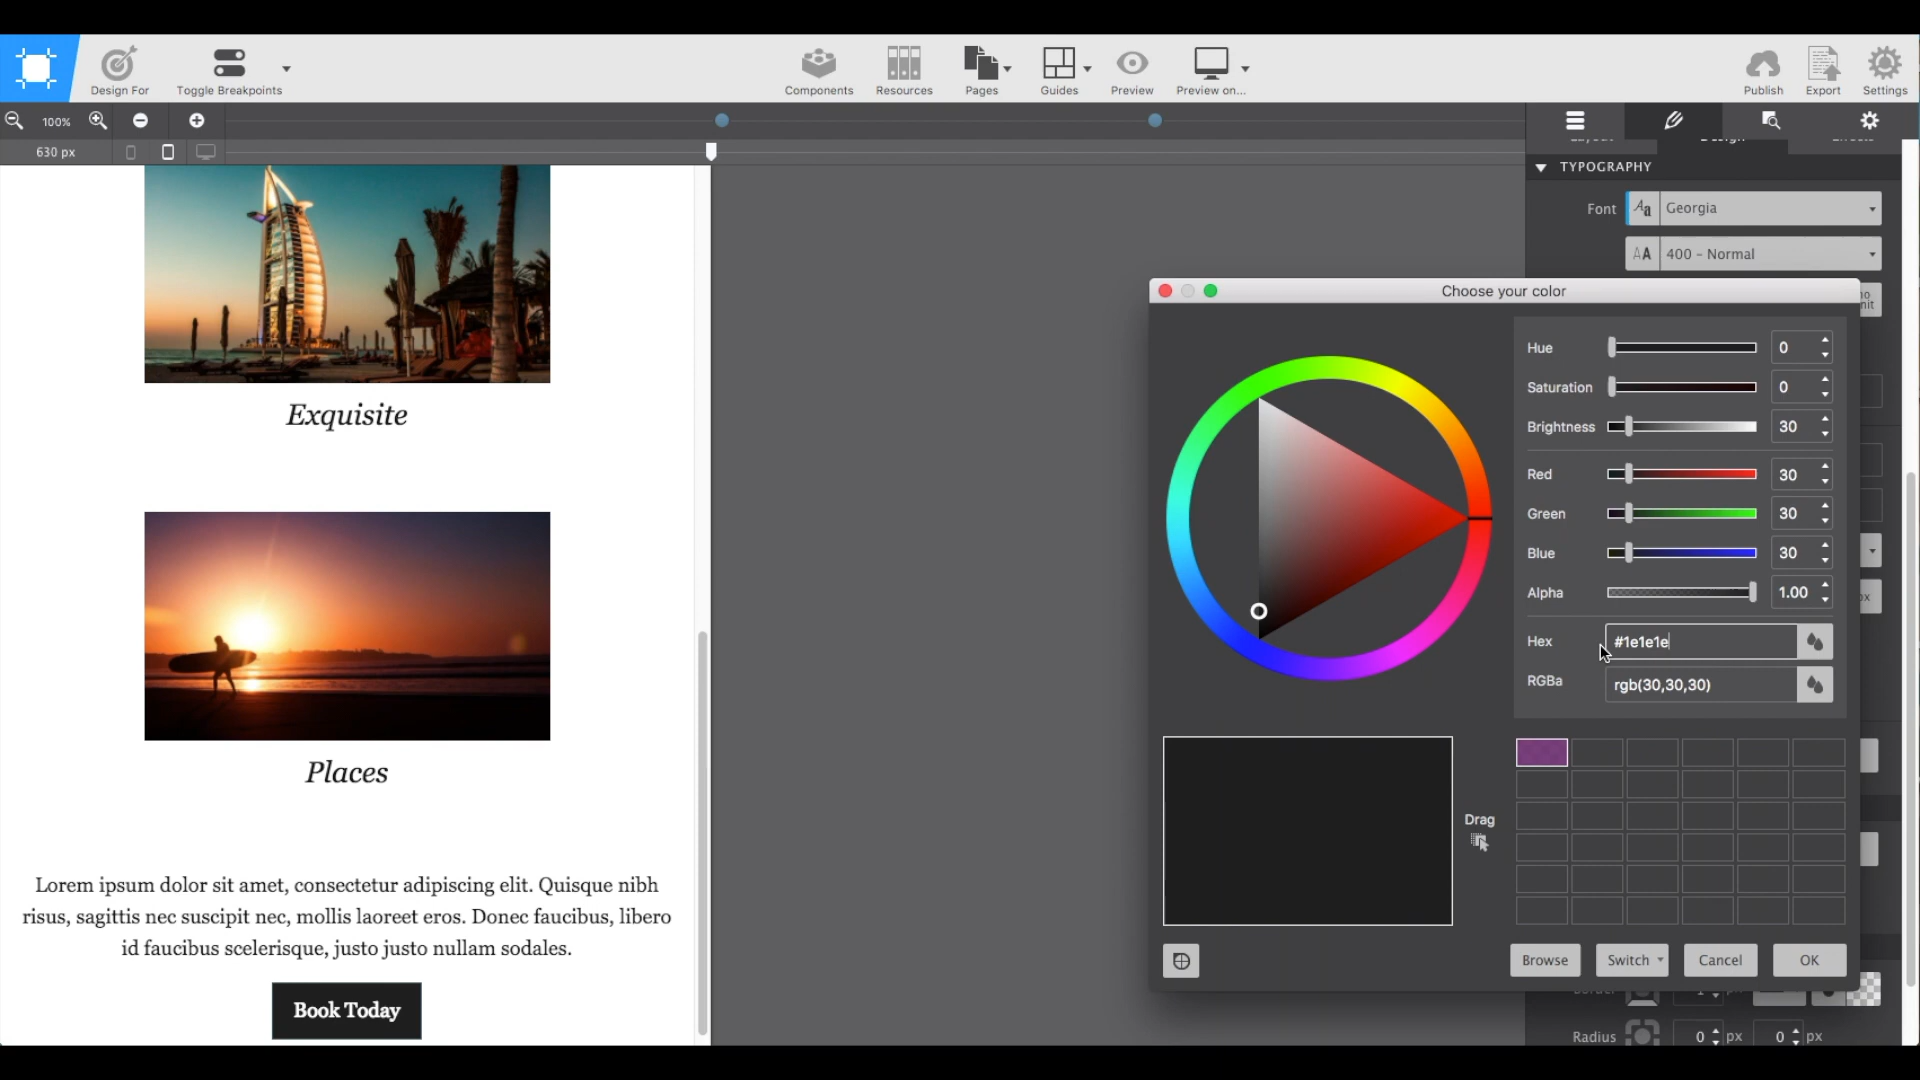 Design For
Toggle Breakpoints
Components
Resources
Pages
Guides
Preview
Preview on...
Publish
Export
Settings
100%
630 px
Design
TYPOGRAPHY
Font
Georgia
400 - Normal
Choose your color
Hue
0
Saturation
0
Brightness
30
Red
30
Green
30
Blue
30
Alpha
1.00
Hex
#1e1e1e
RGBa
rgb(30,30,30)
Drag
Browse
Switch
Cancel
OK
Radius
0 px
0 px
Exquisite
Places
Lorem ipsum dolor sit amet, consectetur adipiscing elit. Quisque nibh
risus, sagittis nec suscipit nec, mollis laoreet eros. Donec faucibus, libero
id faucibus scelerisque, justo justo nullam sodales.
Book Today